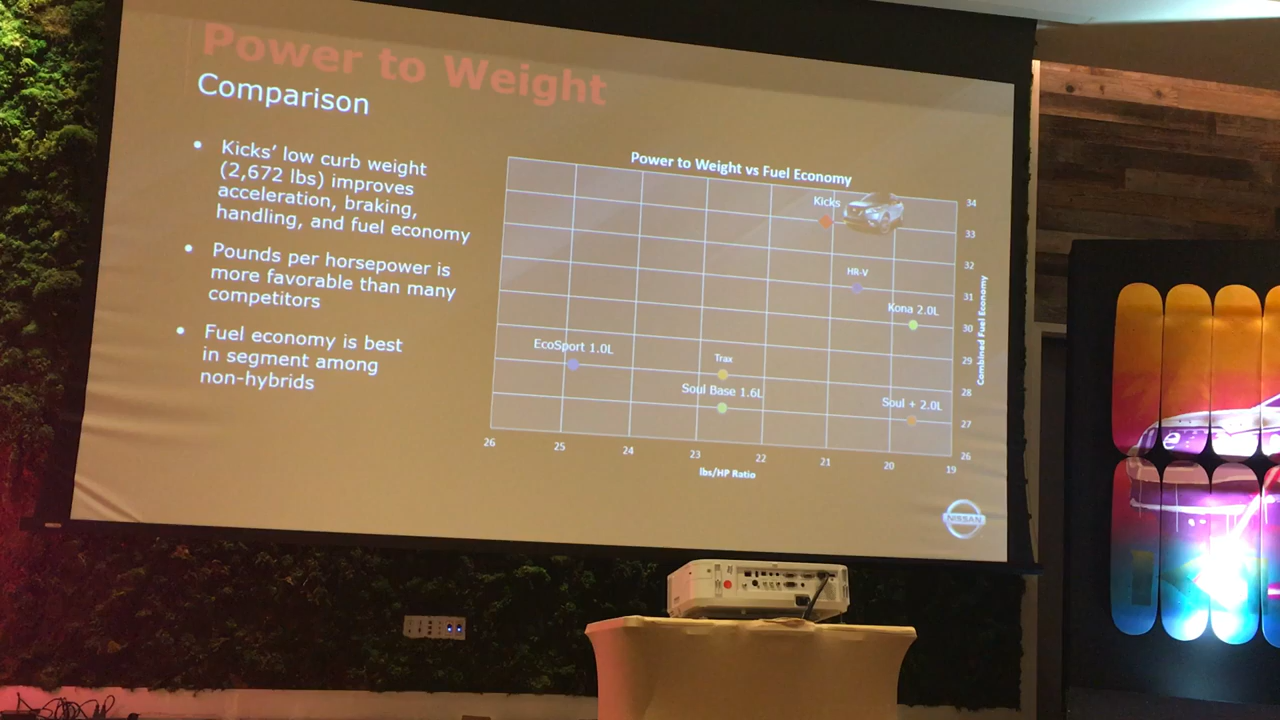 Power to Weight
Comparison
• Kicks’ low curb weight
(2,672 lbs) improves
acceleration, braking,
handling, and fuel economy
• Pounds per horsepower is
more favorable than many
competitors
• Fuel economy is best
in segment among
non-hybrids
Power to Weight vs Fuel Economy
Kicks
HR-V
Kona 2.0L
EcoSport 1.0L
Trax
Soul Base 1.6L
Soul + 2.0L
34
33
32
31
30
29
28
27
26
Combined Fuel Economy
26 25 24 23 22 21 20 19
lbs/HP Ratio
NISSAN